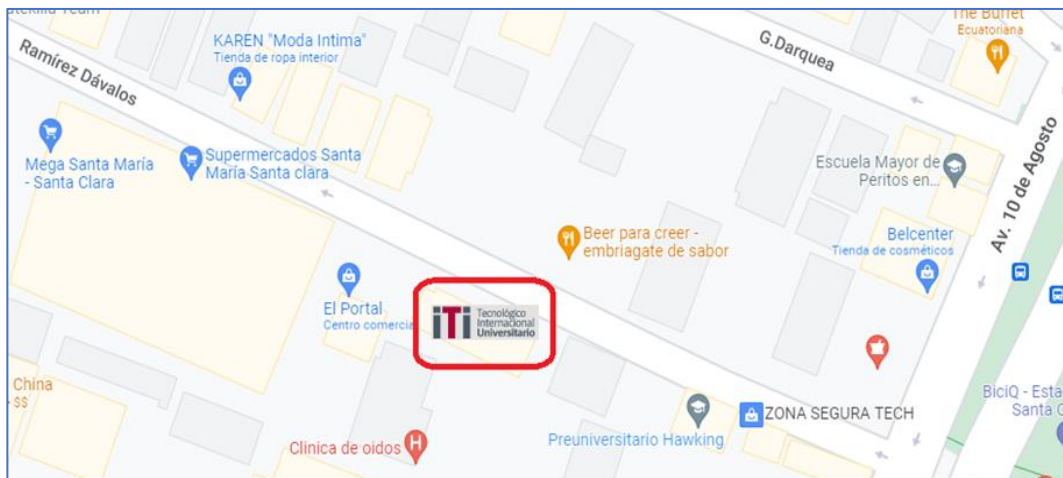 KAREN "Moda Intima"
Tienda de ropa interior
Ramírez Dávalos
G.Darquea
The Buffet
Ecuatoriana
Av. 10 de Agosto
Mega Santa María
- Santa Clara
Supermercados Santa
María Santa clara
Escuela Mayor de
Peritos en...
Beer para creer -
embriagate de sabor
Belcenter
Tienda de cosméticos
El Portal
Centro comercia
iTi
Tecnológico
Internacional
Universitario
China
$$
Clinica de oidos
H
Preuniversitario Hawking
ZONA SEGURA TECH
BiciQ - Esta
Santa C